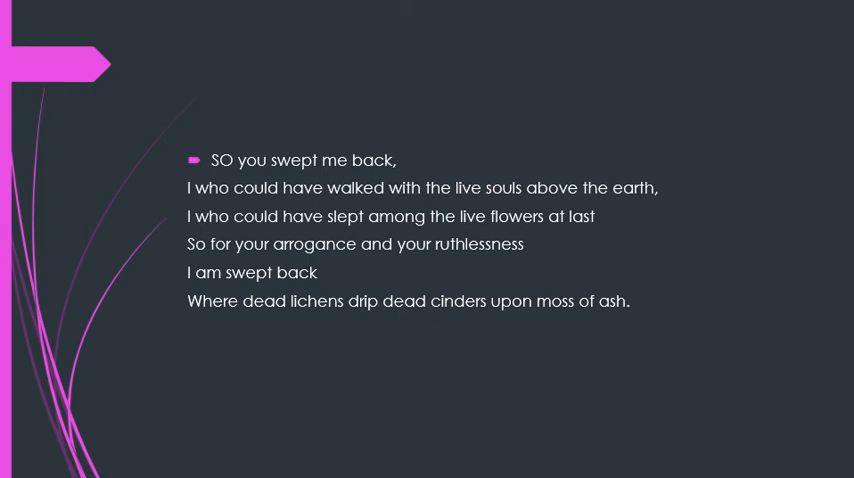 SO you swept me back,
I who could have walked with the live souls above the earth,
I who could have slept among the live flowers at last
So for your arrogance and your ruthlessness
I am swept back
Where dead lichens drip dead cinders upon moss of ash.